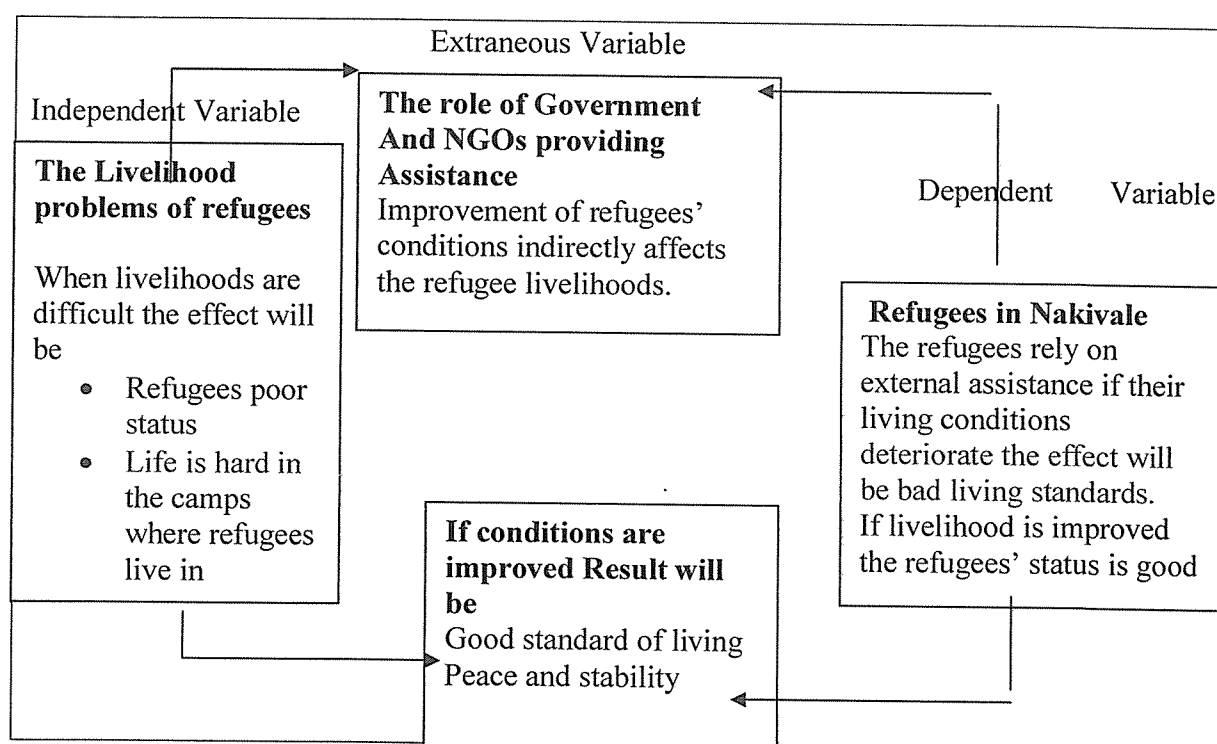 Extraneous Variable
Independent Variable
The Livelihood
problems of refugees
When livelihoods are
difficult the effect will
be
• Refugees poor
status
• Life is hard in
the camps
where refugees
live in
The role of Government
And NGOs providing
Assistance
Improvement of refugees'
conditions indirectly affects
the refugee livelihoods.
Dependent Variable
Refugees in Nakivale
The refugees rely on
external assistance if their
living conditions
deteriorate the effect will
be bad living standards.
If livelihood is improved
the refugees' status is good
If conditions are
improved Result will
be
Good standard of living
Peace and stability